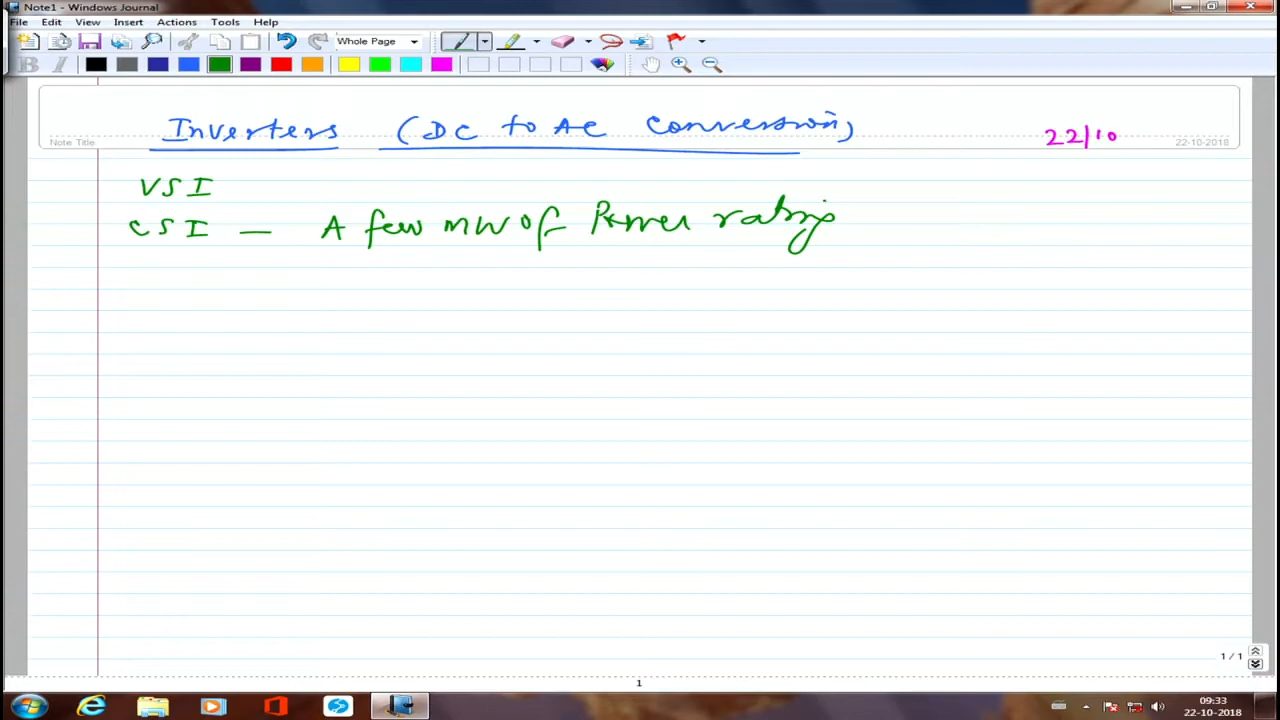 Note1 - Windows Journal
File Edit View Insert Actions Tools Help
Whole Page
B I
Inverters (DC to AC Conversion)
22/10
Note Title
22-10-2018
VSI
CSI — A few MW of Power rating
1 / 1
1
09:33
22-10-2018